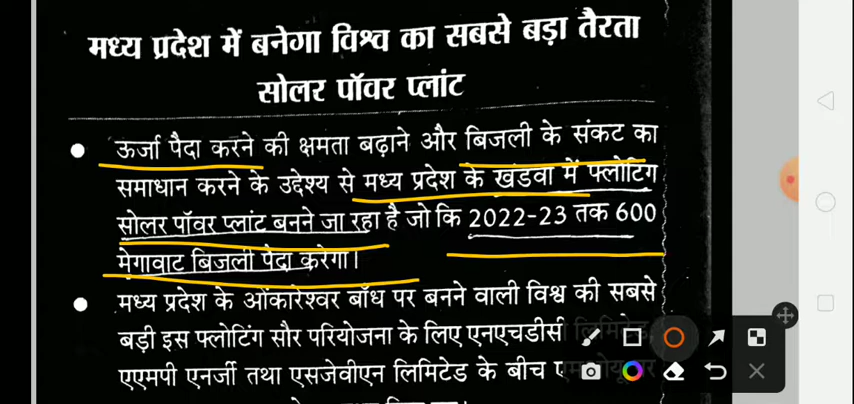 मध्य प्रदेश में बनेगा विश्व का सबसे बड़ा तैरता
सोलर पॉवर प्लांट
ऊर्जा पैदा करने की क्षमता बढ़ाने और बिजली के संकट का
समाधान करने के उद्देश्य से मध्य प्रदेश के खंडवा में फ्लोटिंग
सोलर पॉवर प्लांट बनने जा रहा है जो कि 2022-23 तक 600
मेगावाट बिजली पैदा करेगा।
मध्य प्रदेश के ओंकारेश्वर बाँध पर बनने वाली विश्व की सबसे
बड़ी इस फ्लोटिंग सौर परियोजना के लिए एनएचडीसी
एएमपी एनर्जी तथा एसजेवीएन लिमिटेड के बीच